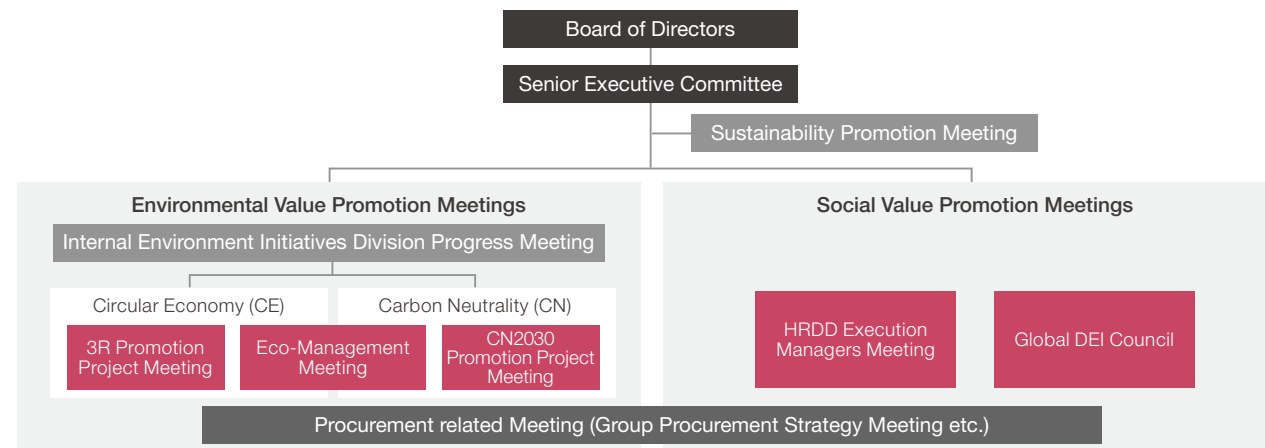 Board of Directors
Senior Executive Committee
Sustainability Promotion Meeting
Environmental Value Promotion Meetings
Internal Environment Initiatives Division Progress Meeting
Circular Economy (CE)
Carbon Neutrality (CN)
3R Promotion
Project Meeting
Eco-Management
Meeting
CN2030
Promotion Project
Meeting
Social Value Promotion Meetings
HRDD Execution
Managers Meeting
Global DEI Council
Procurement related Meeting (Group Procurement Strategy Meeting etc.)